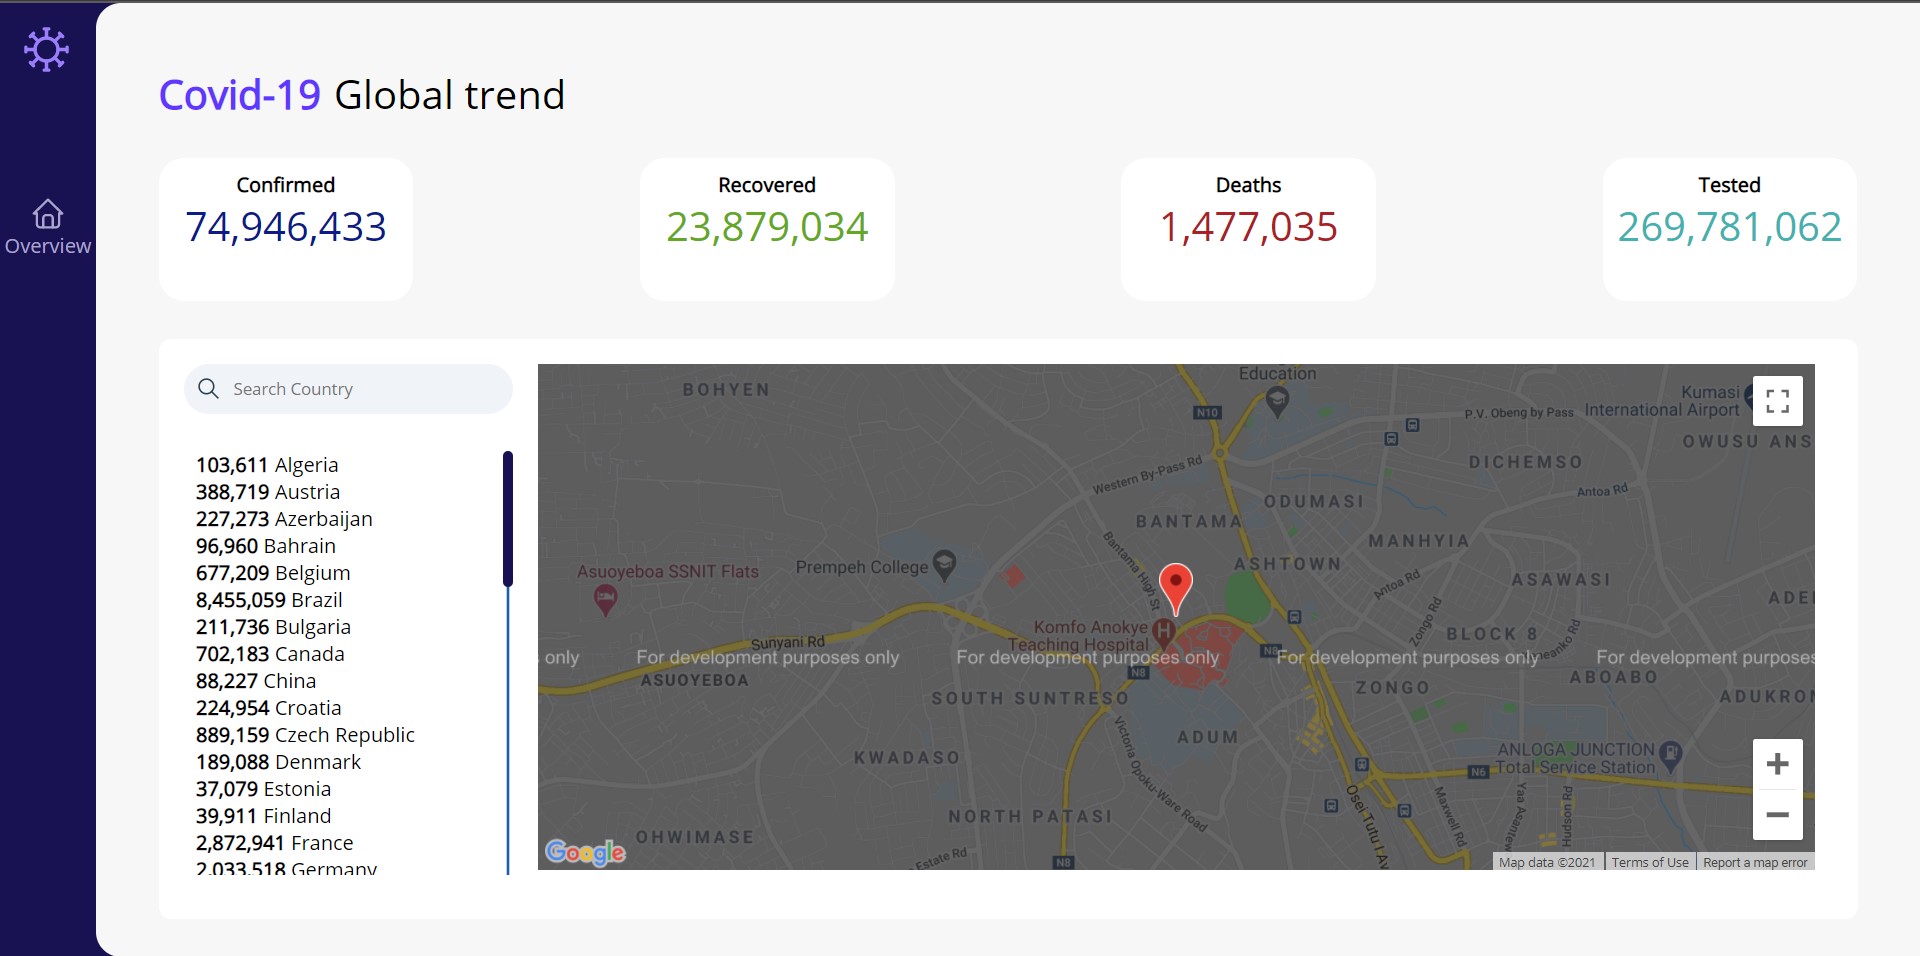 Covid-19 Global trend
Overview
Confirmed
74,946,433
Recovered
23,879,034
Deaths
1,477,035
Tested
269,781,062
Search Country
103,611 Algeria
388,719 Austria
227,273 Azerbaijan
96,960 Bahrain
677,209 Belgium
8,455,059 Brazil
211,736 Bulgaria
702,183 Canada
88,227 China
224,954 Croatia
889,159 Czech Republic
189,088 Denmark
37,079 Estonia
39,911 Finland
2,872,941 France
2,033,518 Germany
Education
BOHYEN
Kumasi
International Airport
N10
P.V. Obeng by Pass
OWUSU ANS
DICHEMSO
Western By-Pass Rd
Antoa Rd
ODUMASI
BANTAMA
MANHYIA
Bantama High St
ASHTOWN
Prempeh College
Asuoyeboa SSNIT Flats
ASAWASI
Antoa Rd
Zongo Rd
Komfo Anokye
Teaching Hospital
BLOCK 8
Sunyani Rd
only
For development purposes only
For development purposes only
For development purposes only
For development purposes
N8
N8
ASUOYEBOA
ABOABO
ZONGO
SOUTH SUNTRESO
Victoria Opoku-Ware Road
ADUM
KWADASO
ANLOGA JUNCTION
Total Service Station
N6
NORTH PATASI
Osei Tutu I Av
Maxwell Rd
Hudson Rd
OHWIMASE
Estate Rd
N8
Google
Map data ©2021
Terms of Use
Report a map error